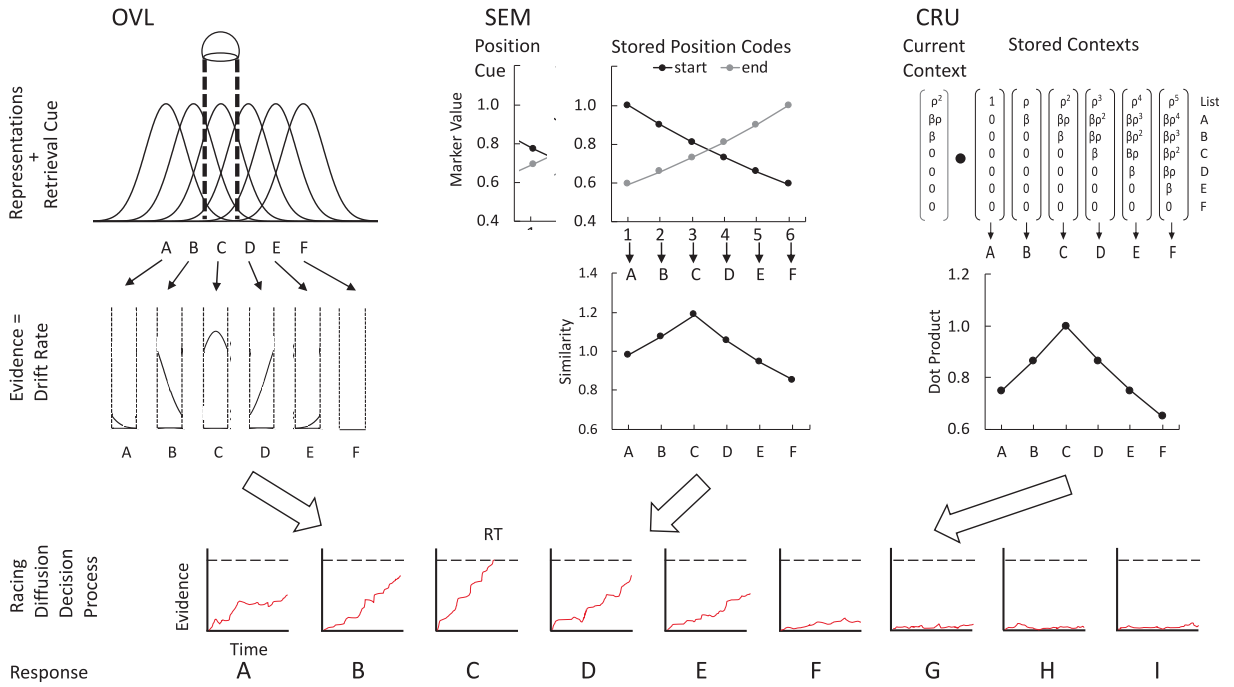 OVL
SEM
CRU
Representations
+
Retrieval Cue
A B C D E F
Evidence =
Drift Rate
A B C D E F
Position
Cue
Marker Value
1.0
0.8
0.6
0.4
Stored Position Codes
start end
1.0
0.8
0.6
0.4
1 2 3 4 5 6
A B C D E F
Similarity
1.4
1.2
1.0
0.8
0.6
A B C D E F
Current
Context
Stored Contexts
ρ² 1 ρ ρ² ρ³ ρ⁴ ρ⁵ List
βρ 0 β βρ βρ² βρ³ βρ⁴ A
β 0 0 β βρ βρ² βρ³ B
0 0 0 0 β Bρ βρ² C
0 0 0 0 0 β βρ D
0 0 0 0 0 0 β E
0 0 0 0 0 0 0 F
A B C D E F
Dot Product
1.2
1.0
0.8
0.6
A B C D E F
Racing
Diffusion
Decision
Process
Evidence
Time
RT
Response
A B C D E F G H I